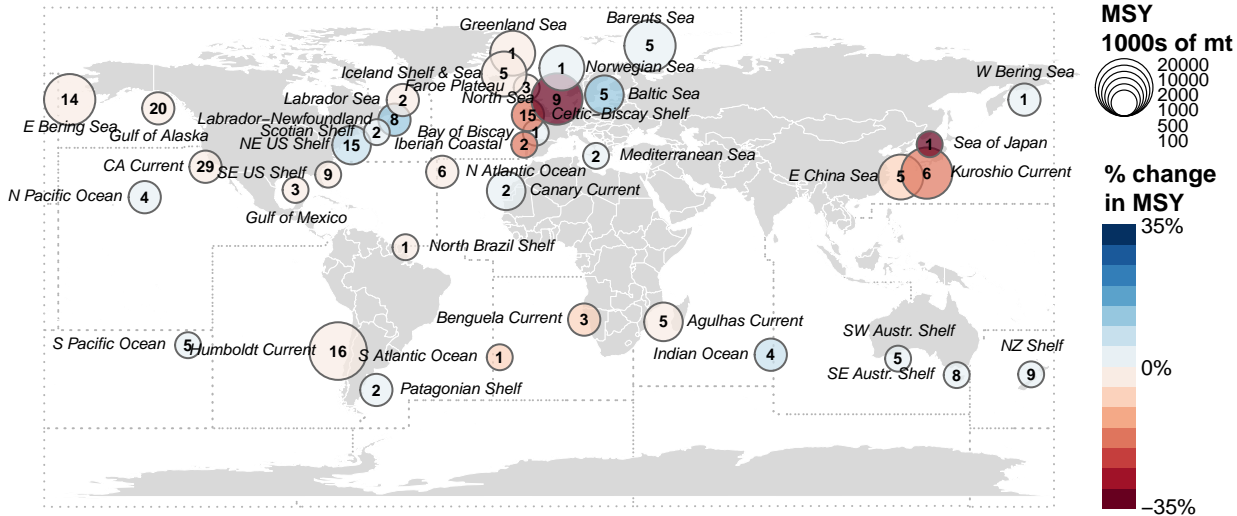 Greenland Sea
Barents Sea
1
5
Iceland Shelf & Sea
5
1
Norwegian Sea
W Bering Sea
Faroe Plateau
3
14
E Bering Sea
20
Gulf of Alaska
Labrador Sea
2
North Sea
9
5
Baltic Sea
1
Labrador−Newfoundland
8
15
Celtic−Biscay Shelf
Scotian Shelf
2
Bay of Biscay
1
NE US Shelf
15
Iberian Coastal
2
1
Sea of Japan
2
Mediterranean Sea
CA Current
29
SE US Shelf
9
6
N Atlantic Ocean
E China Sea
5
6
Kuroshio Current
N Pacific Ocean
4
3
Gulf of Mexico
2
Canary Current
1
North Brazil Shelf
Benguela Current
3
5
Agulhas Current
SW Austr. Shelf
S Pacific Ocean
5
Humboldt Current
16
S Atlantic Ocean
1
Indian Ocean
4
5
NZ Shelf
SE Austr. Shelf
8
9
2
Patagonian Shelf
MSY
1000s of mt
20000
10000
2000
1000
500
100
% change
in MSY
35%
0%
−35%